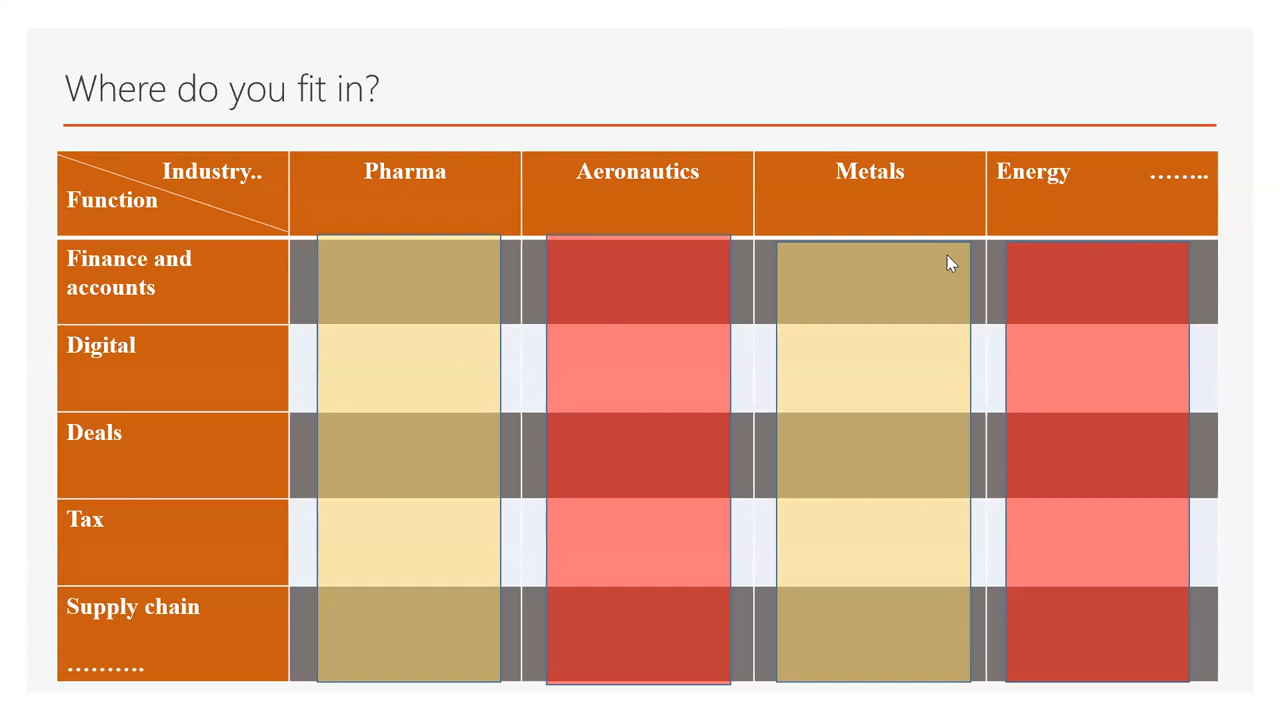 Where do you fit in?
Industry.. Pharma Aeronautics Metals Energy ........
Function
Finance and
accounts
Digital
Deals
Tax
Supply chain
..........